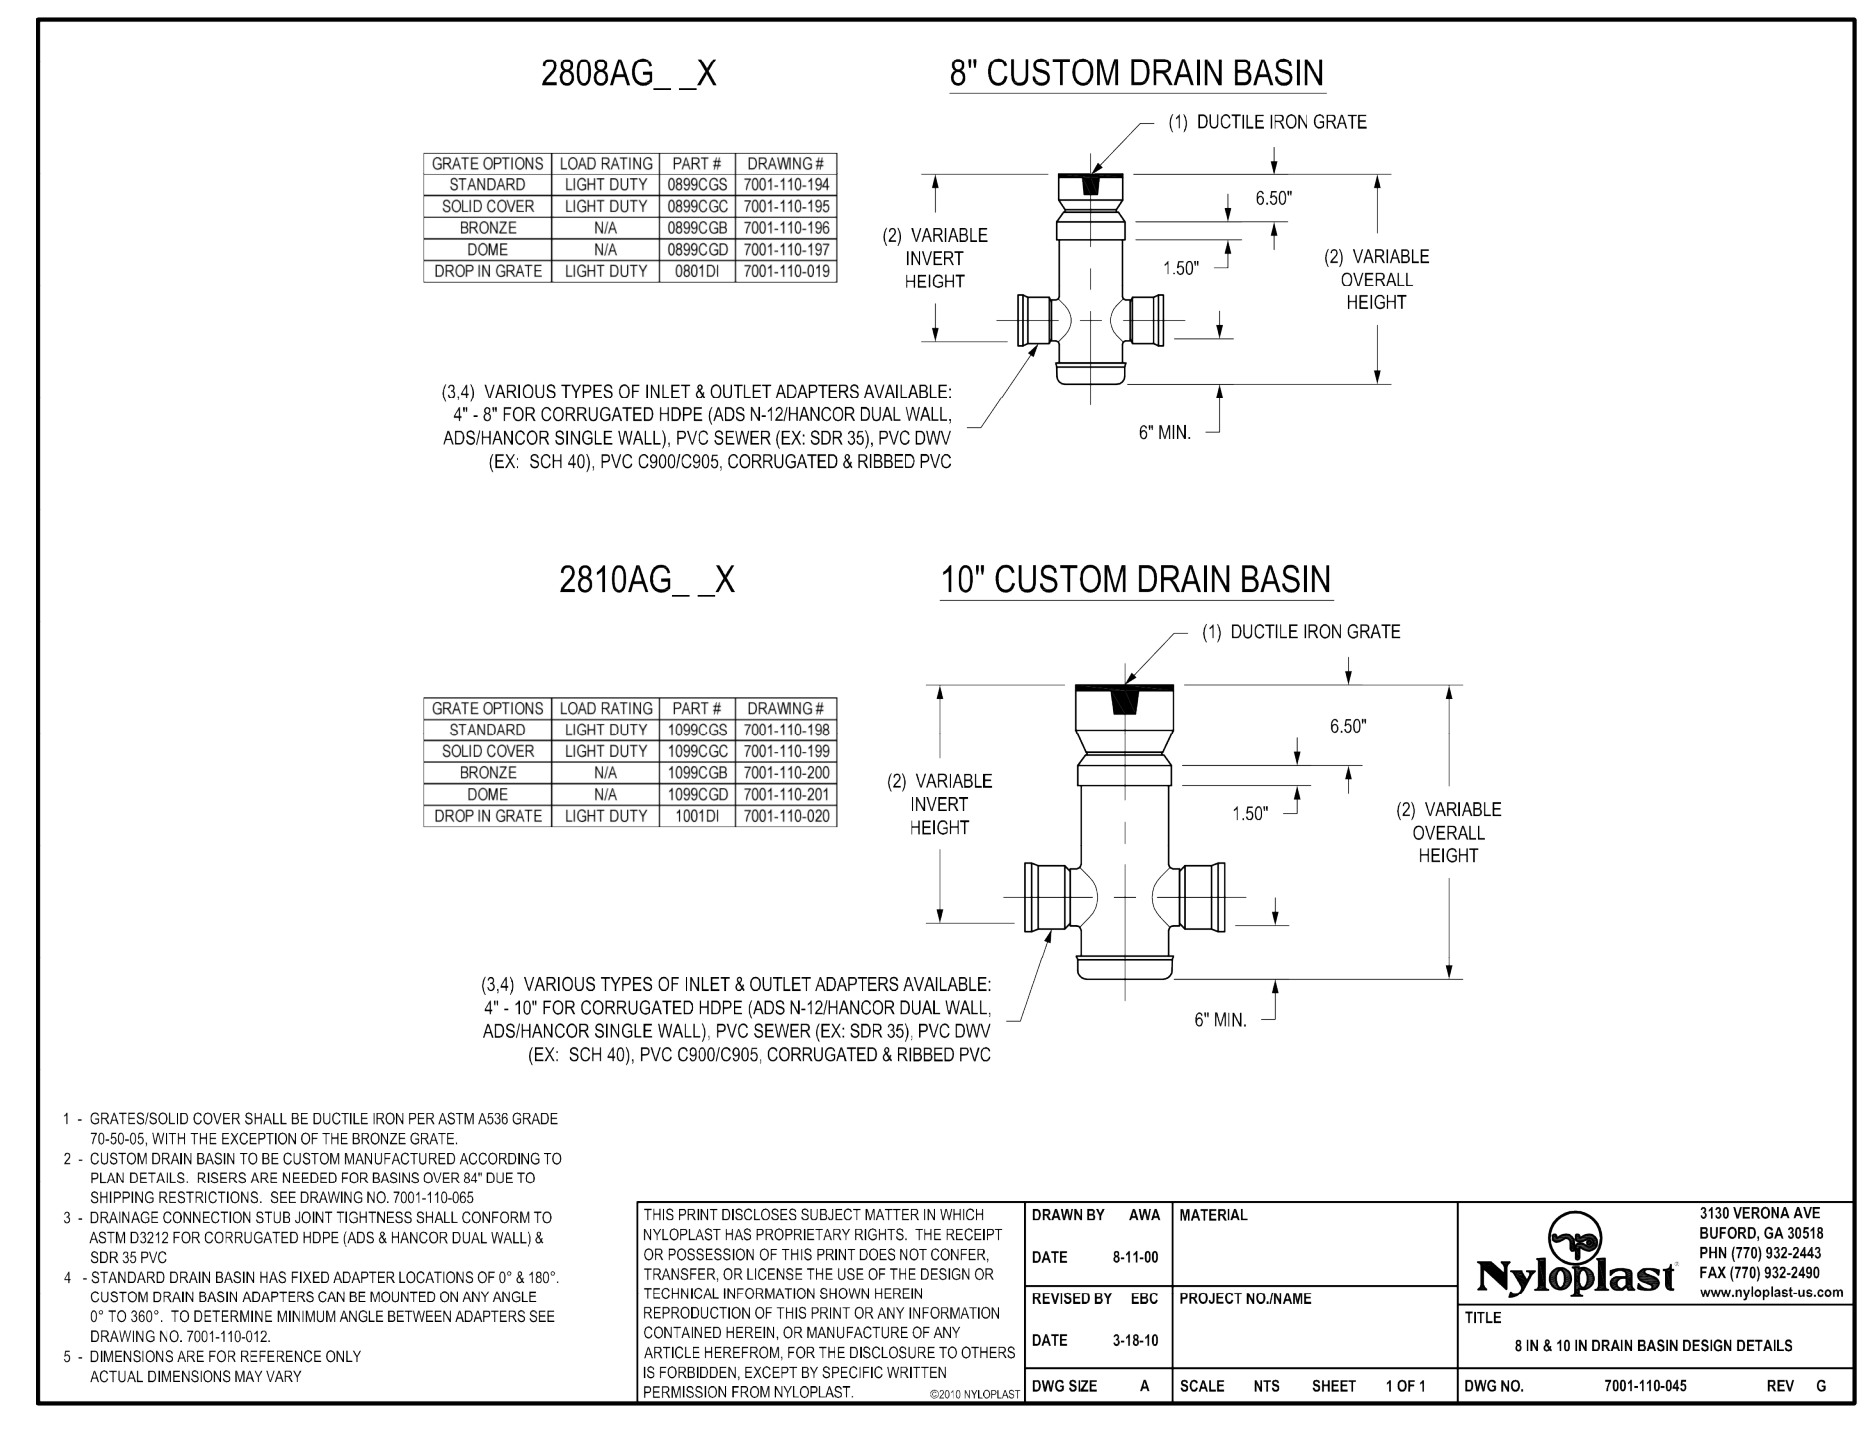 2808AG_ _X
8" CUSTOM DRAIN BASIN
(1) DUCTILE IRON GRATE
GRATE OPTIONS LOAD RATING PART # DRAWING #
STANDARD LIGHT DUTY 0899CGS 7001-110-194
SOLID COVER LIGHT DUTY 0899CGC 7001-110-195
BRONZE N/A 0899CGB 7001-110-196
DOME N/A 0899CGD 7001-110-197
DROP IN GRATE LIGHT DUTY 0801DI 7001-110-019
(2) VARIABLE
INVERT
HEIGHT
6.50"
1.50"
(2) VARIABLE
OVERALL
HEIGHT
6" MIN.
(3,4) VARIOUS TYPES OF INLET & OUTLET ADAPTERS AVAILABLE:
4" - 8" FOR CORRUGATED HDPE (ADS N-12/HANCOR DUAL WALL,
ADS/HANCOR SINGLE WALL), PVC SEWER (EX: SDR 35), PVC DWV
(EX: SCH 40), PVC C900/C905, CORRUGATED & RIBBED PVC
2810AG_ _X
10" CUSTOM DRAIN BASIN
(1) DUCTILE IRON GRATE
GRATE OPTIONS LOAD RATING PART # DRAWING #
STANDARD LIGHT DUTY 1099CGS 7001-110-198
SOLID COVER LIGHT DUTY 1099CGC 7001-110-199
BRONZE N/A 1099CGB 7001-110-200
DOME N/A 1099CGD 7001-110-201
DROP IN GRATE LIGHT DUTY 1001DI 7001-110-020
(2) VARIABLE
INVERT
HEIGHT
6.50"
1.50"
(2) VARIABLE
OVERALL
HEIGHT
6" MIN.
(3,4) VARIOUS TYPES OF INLET & OUTLET ADAPTERS AVAILABLE:
4" - 10" FOR CORRUGATED HDPE (ADS N-12/HANCOR DUAL WALL,
ADS/HANCOR SINGLE WALL), PVC SEWER (EX: SDR 35), PVC DWV
(EX: SCH 40), PVC C900/C905, CORRUGATED & RIBBED PVC
1 - GRATES/SOLID COVER SHALL BE DUCTILE IRON PER ASTM A536 GRADE
70-50-05, WITH THE EXCEPTION OF THE BRONZE GRATE.
2 - CUSTOM DRAIN BASIN TO BE CUSTOM MANUFACTURED ACCORDING TO
PLAN DETAILS. RISERS ARE NEEDED FOR BASINS OVER 84" DUE TO
SHIPPING RESTRICTIONS. SEE DRAWING NO. 7001-110-065
3 - DRAINAGE CONNECTION STUB JOINT TIGHTNESS SHALL CONFORM TO
ASTM D3212 FOR CORRUGATED HDPE (ADS & HANCOR DUAL WALL) &
SDR 35 PVC
4 - STANDARD DRAIN BASIN HAS FIXED ADAPTER LOCATIONS OF 0° & 180°.
CUSTOM DRAIN BASIN ADAPTERS CAN BE MOUNTED ON ANY ANGLE
0° TO 360°. TO DETERMINE MINIMUM ANGLE BETWEEN ADAPTERS SEE
DRAWING NO. 7001-110-012.
5 - DIMENSIONS ARE FOR REFERENCE ONLY
ACTUAL DIMENSIONS MAY VARY
THIS PRINT DISCLOSES SUBJECT MATTER IN WHICH
NYLOPLAST HAS PROPRIETARY RIGHTS. THE RECEIPT
OR POSSESSION OF THIS PRINT DOES NOT CONFER,
TRANSFER, OR LICENSE THE USE OF THE DESIGN OR
TECHNICAL INFORMATION SHOWN HEREIN
REPRODUCTION OF THIS PRINT OR ANY INFORMATION
CONTAINED HEREIN, OR MANUFACTURE OF ANY
ARTICLE HEREFROM, FOR THE DISCLOSURE TO OTHERS
IS FORBIDDEN, EXCEPT BY SPECIFIC WRITTEN
PERMISSION FROM NYLOPLAST. ©2010 NYLOPLAST
DRAWN BY AWA
DATE 8-11-00
REVISED BY EBC
DATE 3-18-10
DWG SIZE A
MATERIAL
PROJECT NO./NAME
SCALE NTS SHEET 1 OF 1
Nyloplast
3130 VERONA AVE
BUFORD, GA 30518
PHN (770) 932-2443
FAX (770) 932-2490
www.nyloplast-us.com
TITLE
8 IN & 10 IN DRAIN BASIN DESIGN DETAILS
DWG NO. 7001-110-045 REV G